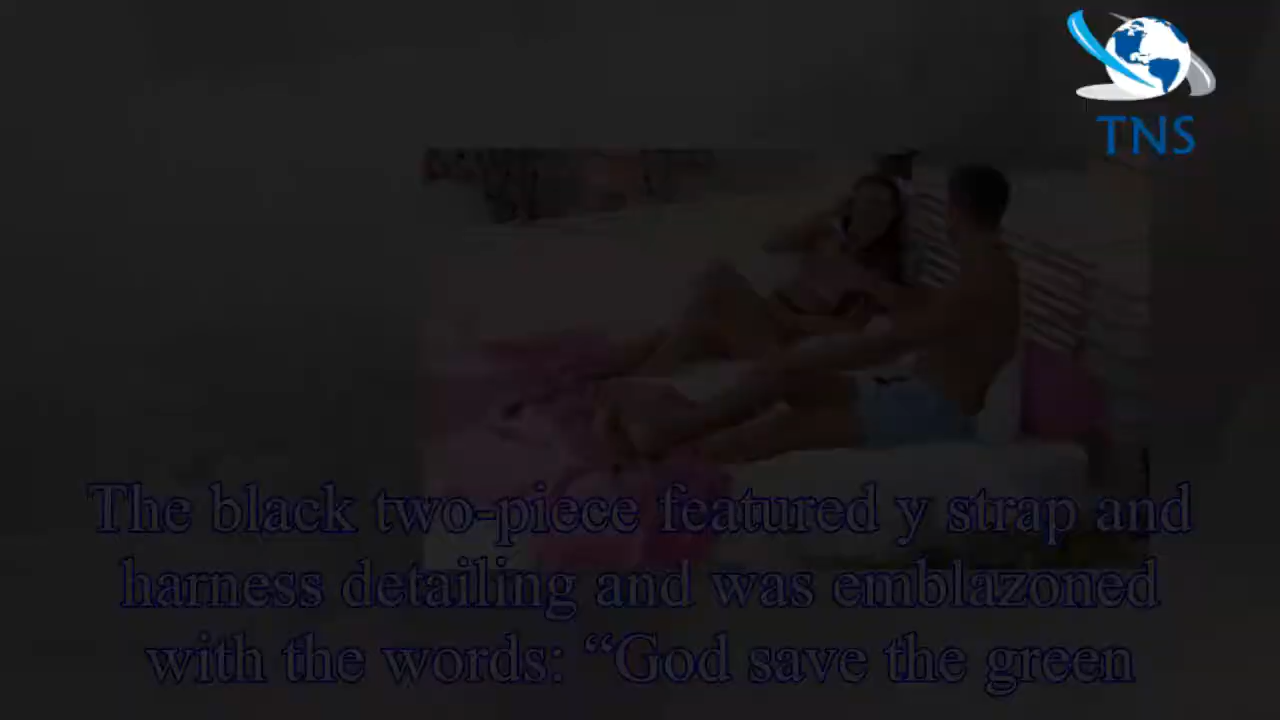 TNS
The black two-piece featured y strap and
harness detailing and was emblazoned
with the words: “God save the green